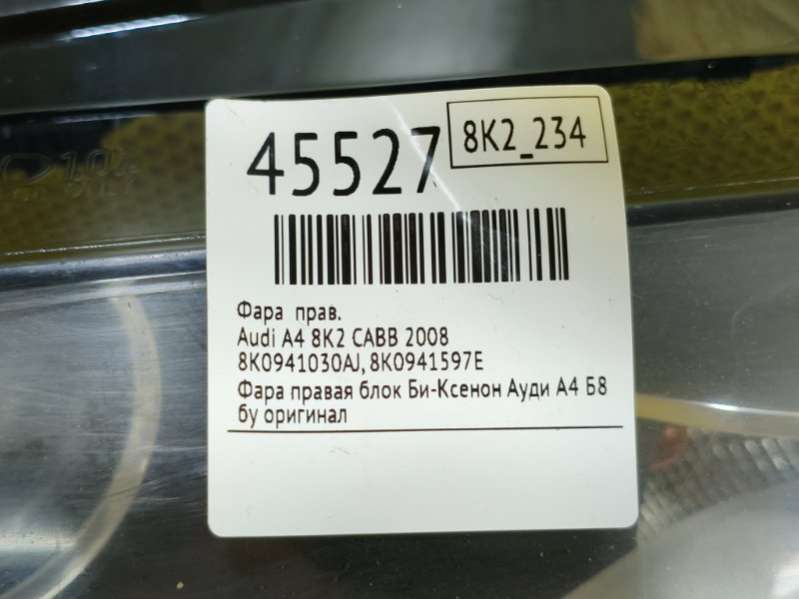 45527
8K2_234
Фара прав.
Audi A4 8K2 CABB 2008
8K0941030AJ, 8K0941597E
Фара правая блок Би-Ксенон Ауди А4 Б8
бу оригинал